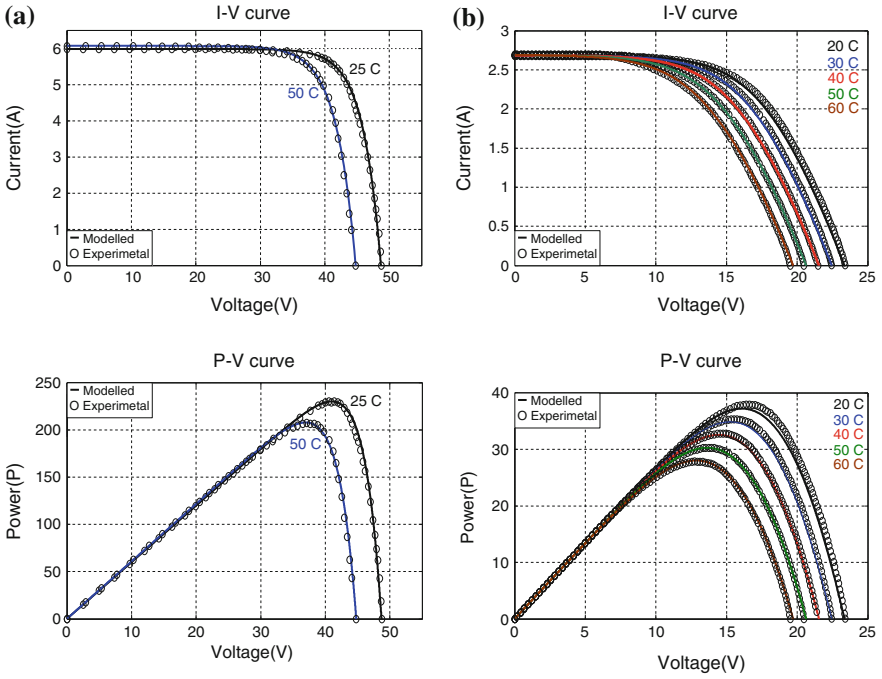 (a)
I-V curve
7
6
5
4
3
2
1
0
0 10 20 30 40 50
Current(A)
Voltage(V)
25 C
50 C
Modelled
Experimetal
(b)
I-V curve
3
2.5
2
1.5
1
0.5
0
0 5 10 15 20 25
Current(A)
Voltage(V)
20 C
30 C
40 C
50 C
60 C
Modelled
Experimetal
P-V curve
250
200
150
100
50
0
0 10 20 30 40 50
Power(P)
Voltage(V)
25 C
50 C
Modelled
Experimetal
P-V curve
40
30
20
10
0
0 5 10 15 20 25
Power(P)
Voltage(V)
20 C
30 C
40 C
50 C
60 C
Modelled
Experimetal